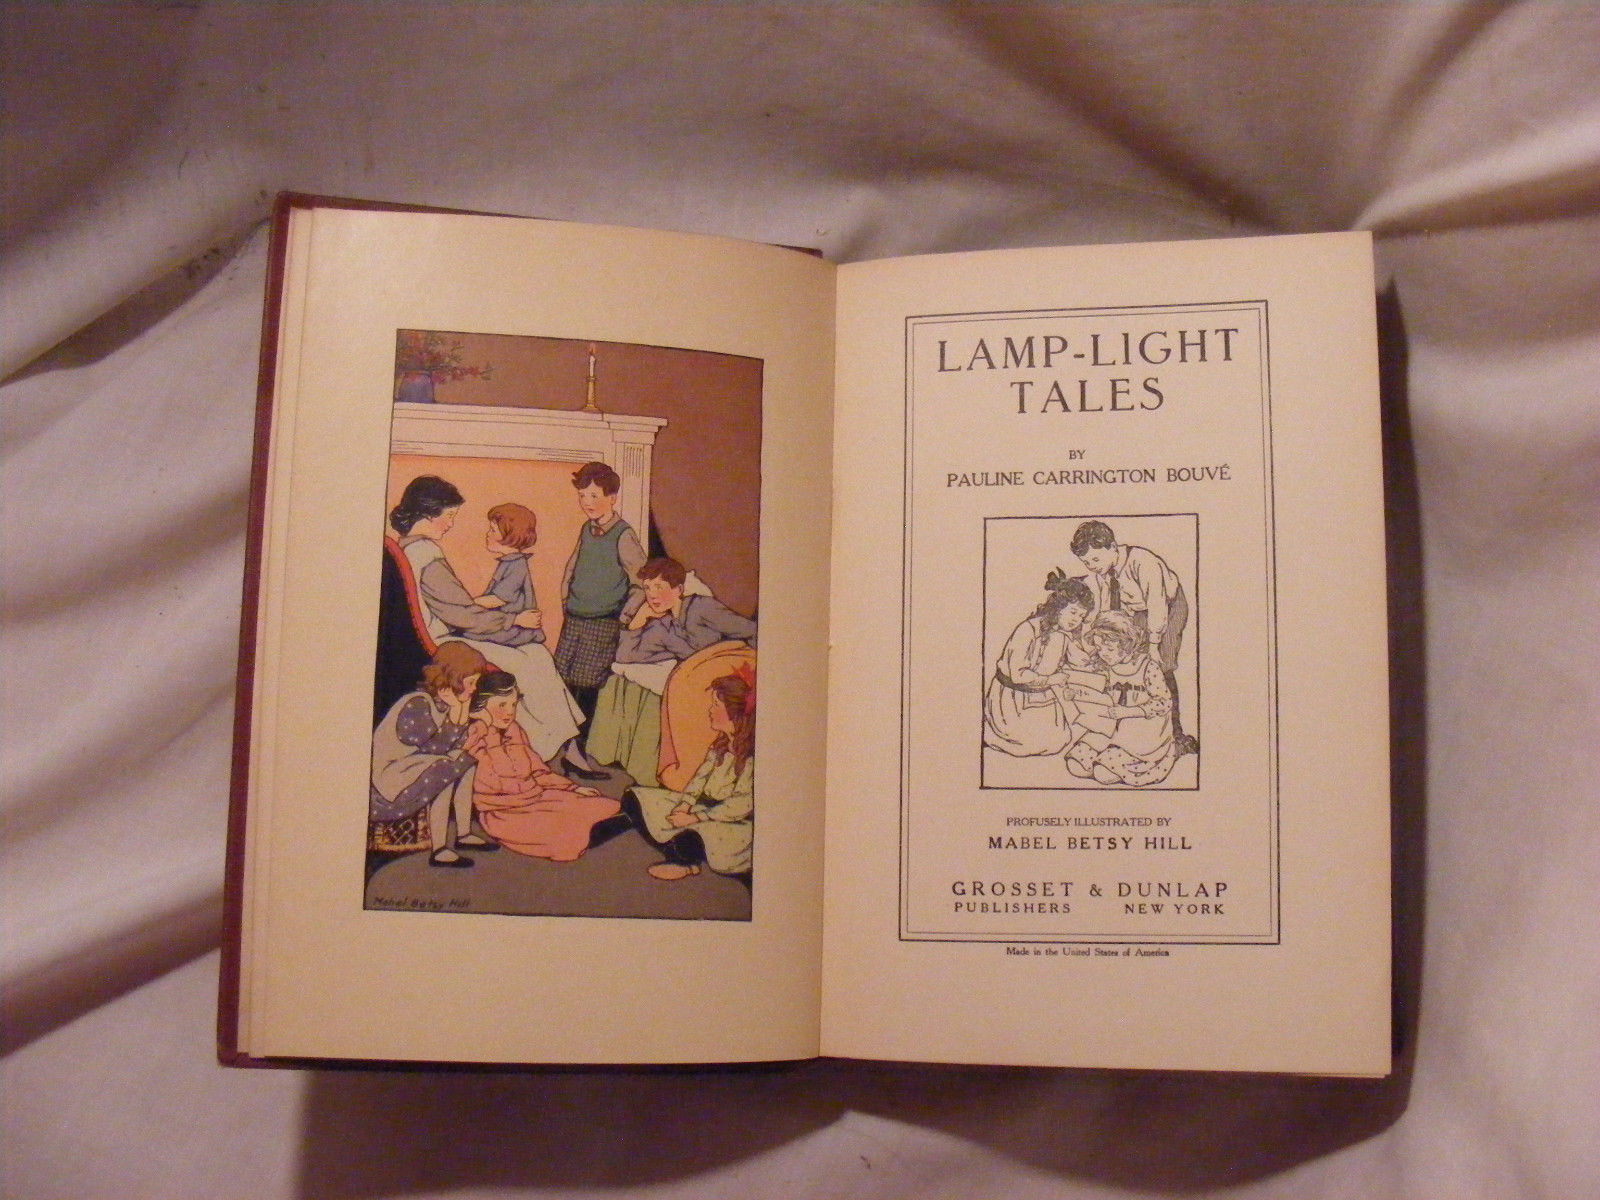 Mabel Betsy Hill
LAMP-LIGHT
TALES
BY
PAULINE CARRINGTON BOUVÉ
PROFUSELY ILLUSTRATED BY
MABEL BETSY HILL
GROSSET & DUNLAP
PUBLISHERS NEW YORK
Made in the United States of America